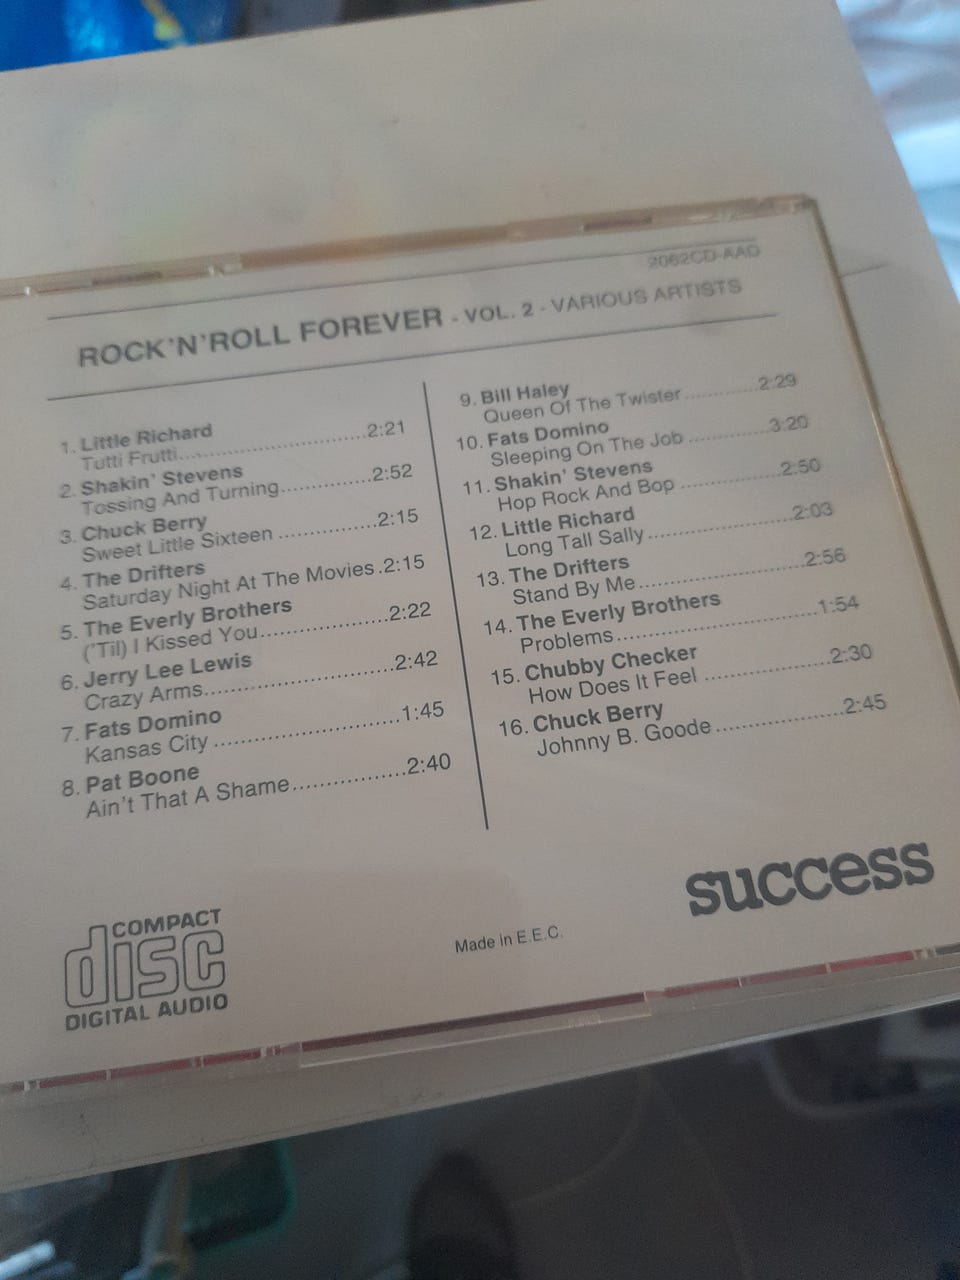 2062CD-AAD
ROCK'N'ROLL FOREVER - VOL. 2 - VARIOUS ARTISTS
1. Little Richard
Tutti Frutti....................................2:21
2. Shakin' Stevens
Tossing And Turning...............2:52
3. Chuck Berry
Sweet Little Sixteen ................2:15
4. The Drifters
Saturday Night At The Movies .2:15
5. The Everly Brothers
('Til) I Kissed You.....................2:22
6. Jerry Lee Lewis
Crazy Arms...............................2:42
7. Fats Domino
Kansas City ..............................1:45
8. Pat Boone
Ain't That A Shame..................2:40
9. Bill Haley
Queen Of The Twister ............2:29
10. Fats Domino
Sleeping On The Job .............3:20
11. Shakin' Stevens
Hop Rock And Bop ................2:50
12. Little Richard
Long Tall Sally .......................2:03
13. The Drifters
Stand By Me..........................2:56
14. The Everly Brothers
Problems................................1:54
15. Chubby Checker
How Does It Feel ....................2:30
16. Chuck Berry
Johnny B. Goode....................2:45
COMPACT
disc
DIGITAL AUDIO
Made in E.E.C.
success